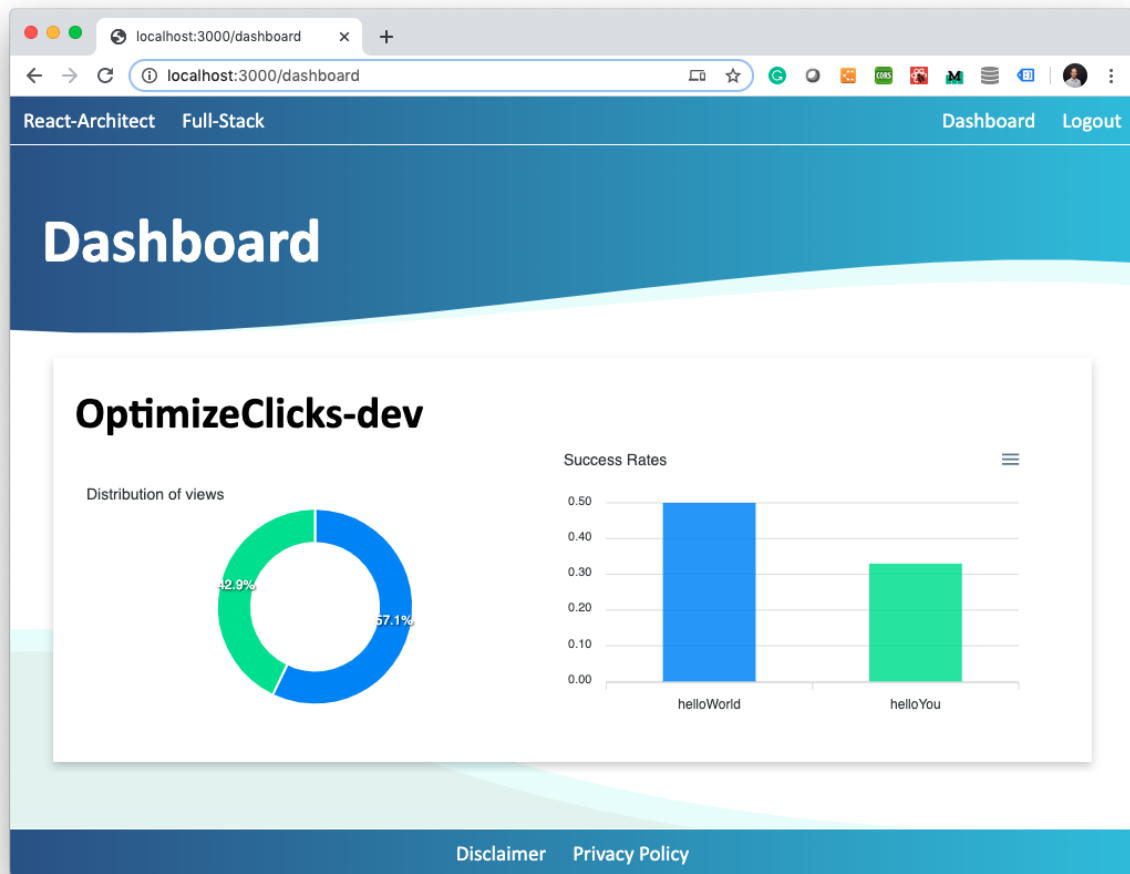 localhost:3000/dashboard
localhost:3000/dashboard
CORS
React-Architect Full-Stack Dashboard Logout
Dashboard
OptimizeClicks-dev
Distribution of views
42.9%
57.1%
Success Rates
0.50
0.40
0.30
0.20
0.10
0.00
helloWorld helloYou
Disclaimer Privacy Policy